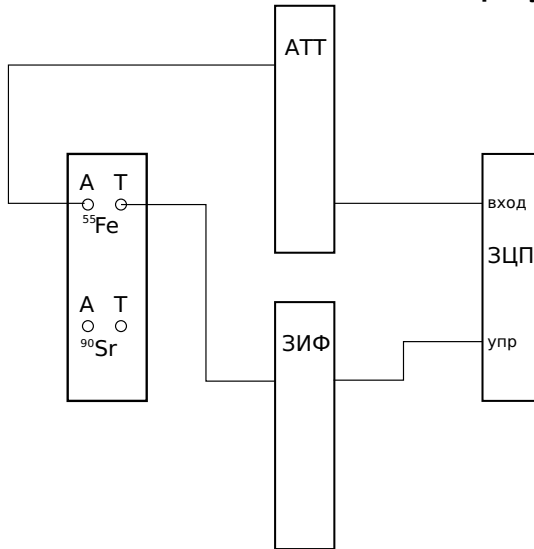 АТТ
А Т
⁵⁵Fe
А Т
⁹⁰Sr
ЗИФ
вход
ЗЦП
упр